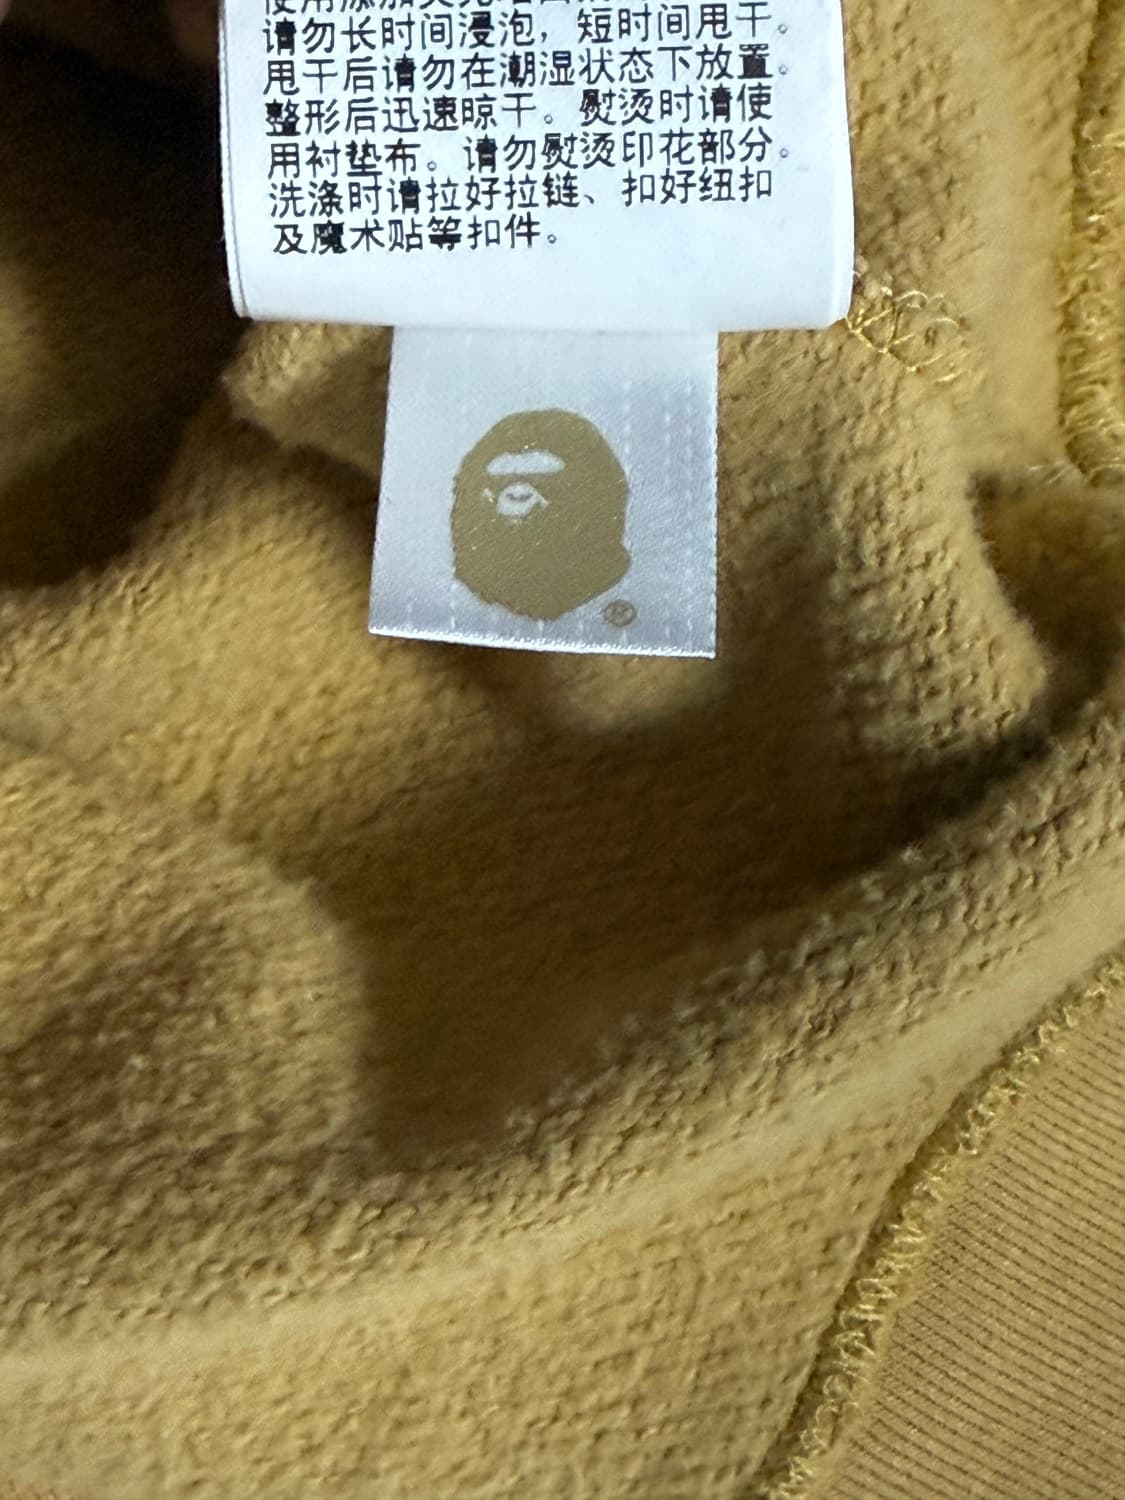 请勿长时间浸泡，短时间甩干。
甩干后请勿在潮湿状态下放置。
整形后迅速晾干。熨烫时请使
用衬垫布。请勿熨烫印花部分。
洗涤时请拉好拉链、扣好纽扣
及魔术贴等扣件。
®